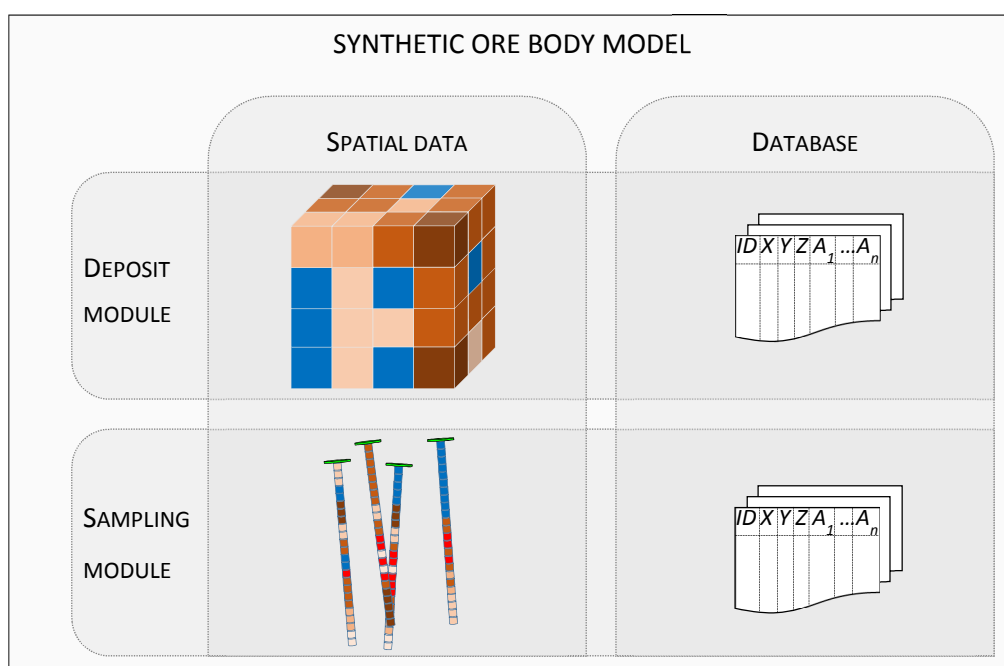 SYNTHETIC ORE BODY MODEL
SPATIAL DATA
DATABASE
DEPOSIT
MODULE
ID X Y Z A1 ...An
SAMPLING
MODULE
ID X Y Z A1 ...An